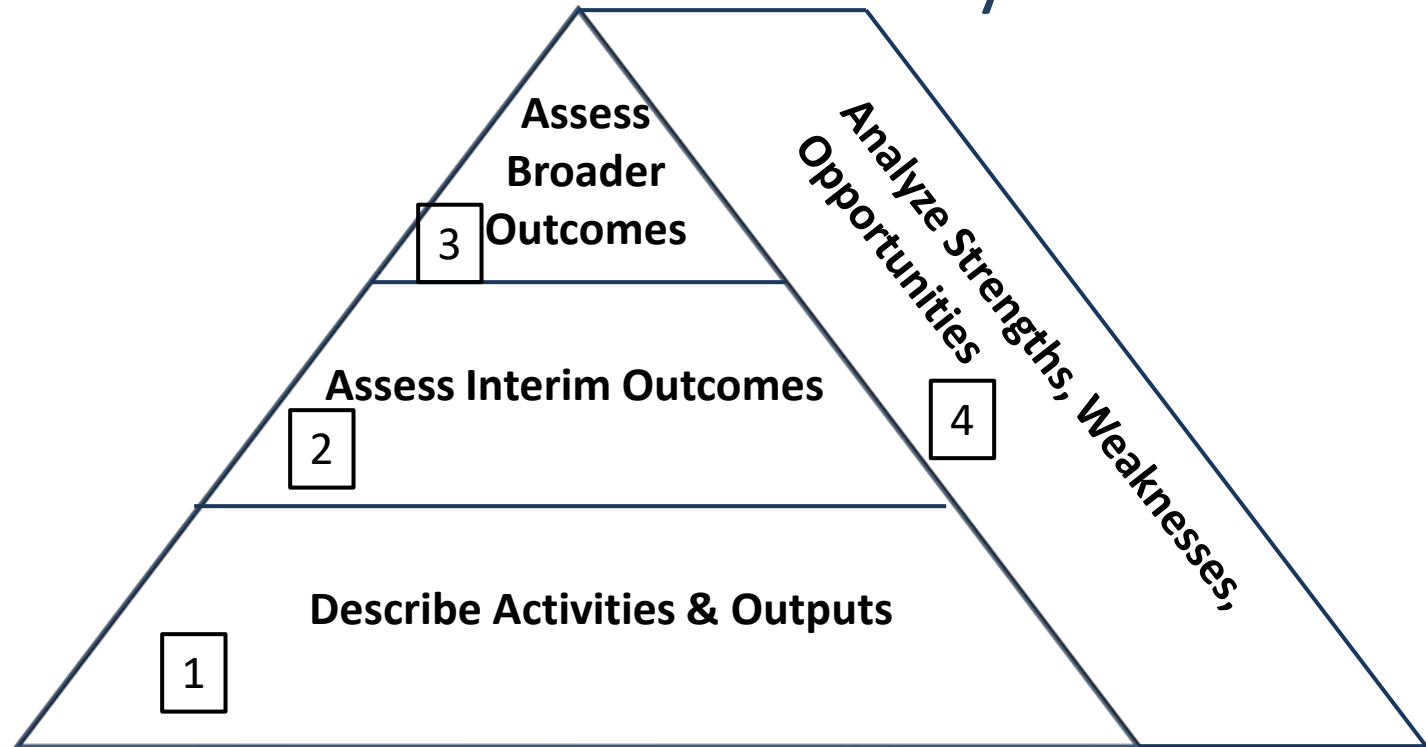 Assess
Broader
Outcomes
3
Assess Interim Outcomes
2
Describe Activities & Outputs
1
Analyze Strengths, Weaknesses,
Opportunities
4